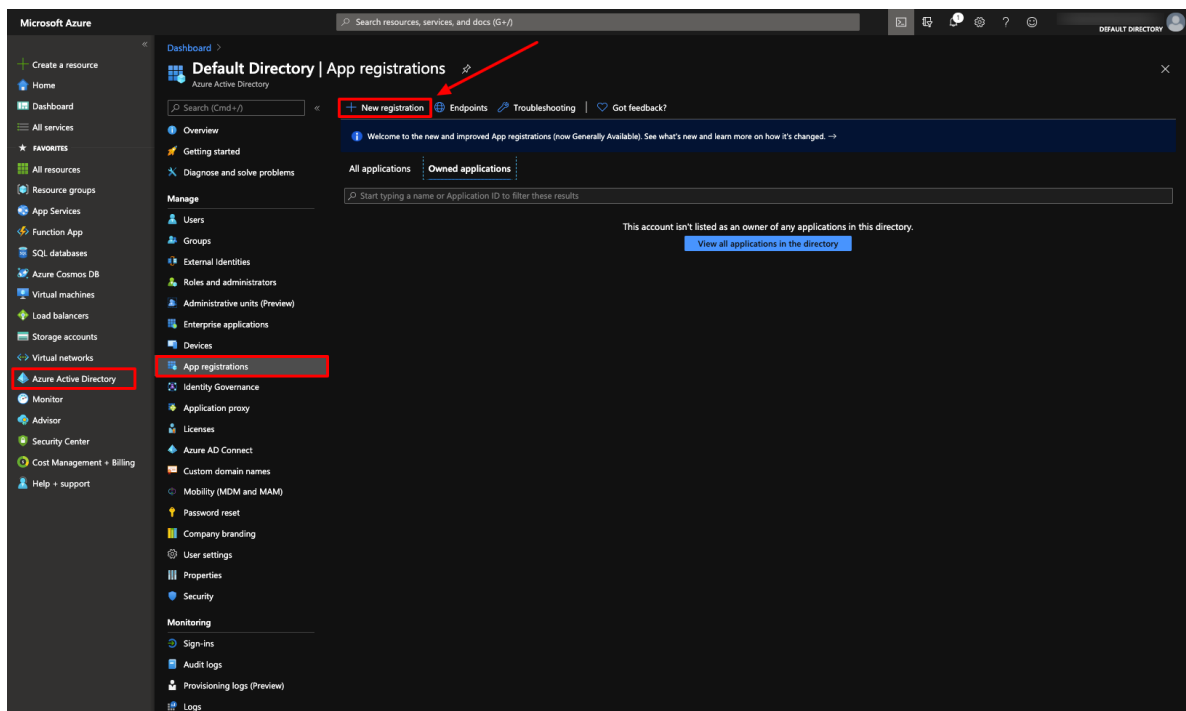 Microsoft Azure
Search resources, services, and docs (G+/)
1
DEFAULT DIRECTORY
Create a resource
Home
Dashboard
All services
FAVORITES
All resources
Resource groups
App Services
Function App
SQL databases
Azure Cosmos DB
Virtual machines
Load balancers
Storage accounts
Virtual networks
Azure Active Directory
Monitor
Advisor
Security Center
Cost Management + Billing
Help + support
Dashboard >
Default Directory | App registrations
Azure Active Directory
Search (Cmd+/)
Overview
Getting started
Diagnose and solve problems
Manage
Users
Groups
External Identities
Roles and administrators
Administrative units (Preview)
Enterprise applications
Devices
App registrations
Identity Governance
Application proxy
Licenses
Azure AD Connect
Custom domain names
Mobility (MDM and MAM)
Password reset
Company branding
User settings
Properties
Security
Monitoring
Sign-ins
Audit logs
Provisioning logs (Preview)
Logs
New registration Endpoints Troubleshooting | Got feedback?
Welcome to the new and improved App registrations (now Generally Available). See what's new and learn more on how it's changed. →
All applications Owned applications
Start typing a name or Application ID to filter these results
This account isn't listed as an owner of any applications in this directory.
View all applications in the directory